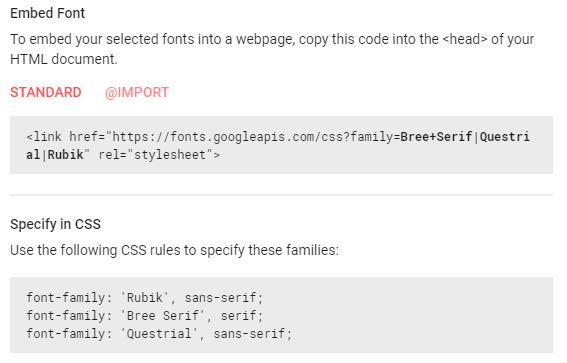 Embed Font
To embed your selected fonts into a webpage, copy this code into the <head> of your
HTML document.
STANDARD @IMPORT
<link href="https://fonts.googleapis.com/css?family=Bree+Serif|Questri
al|Rubik" rel="stylesheet">
Specify in CSS
Use the following CSS rules to specify these families:
font-family: 'Rubik', sans-serif;
font-family: 'Bree Serif', serif;
font-family: 'Questrial', sans-serif;